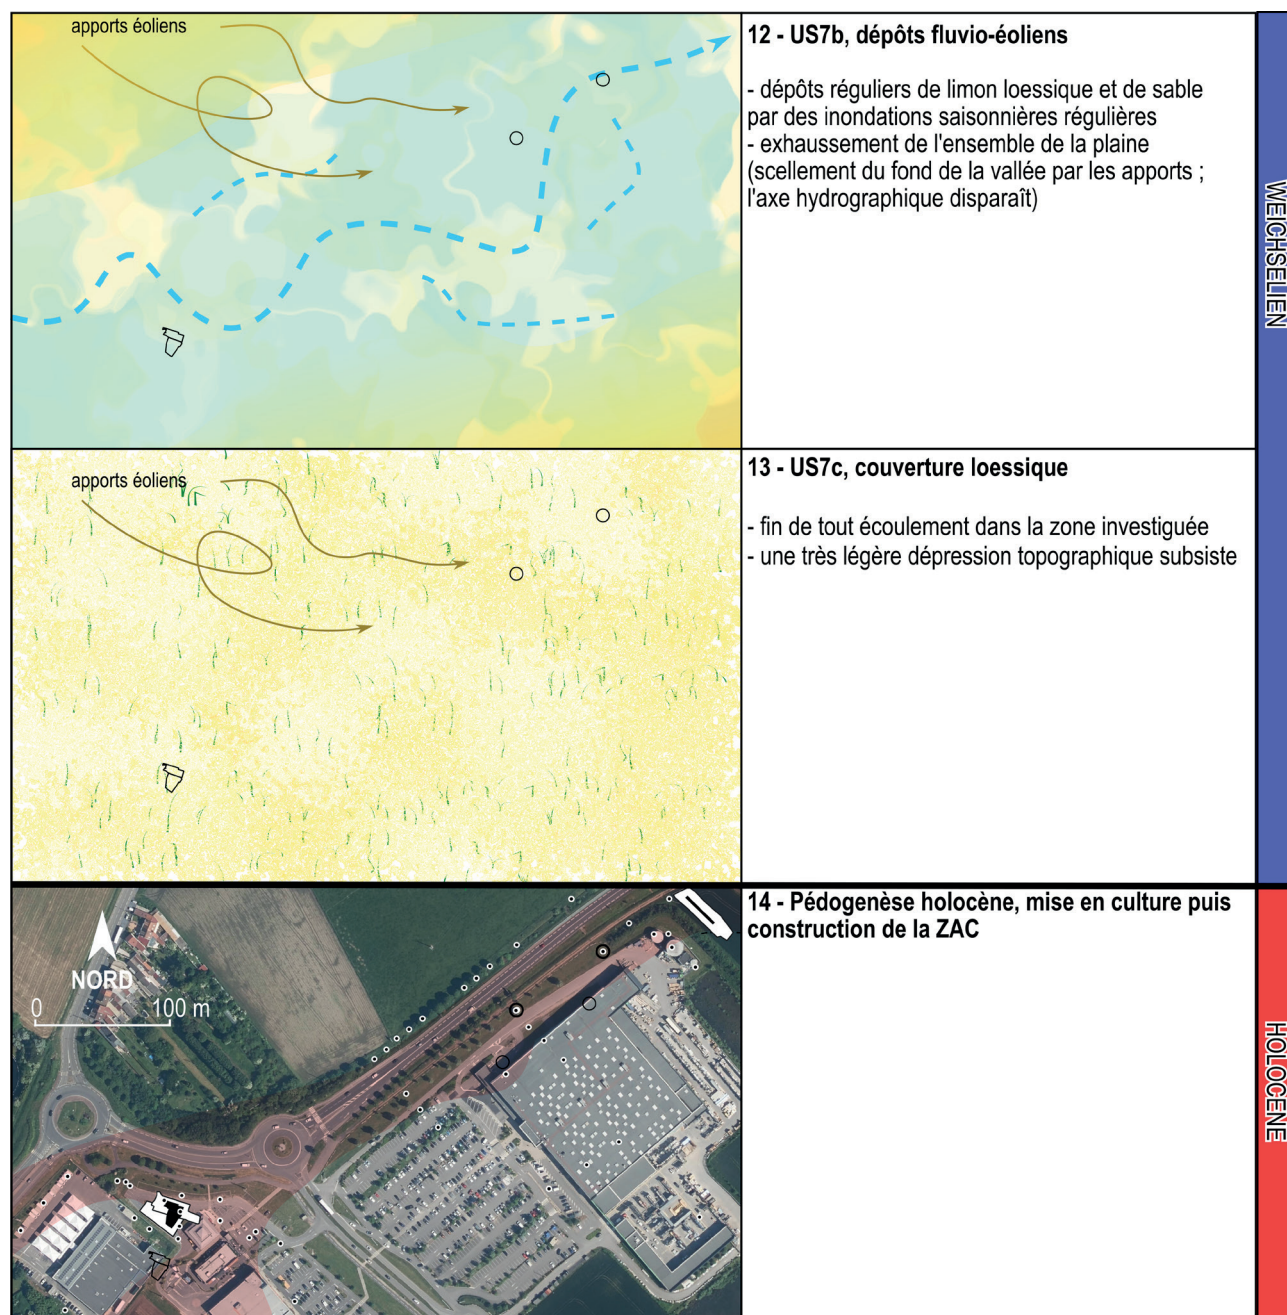 apports éoliens
12 - US7b, dépôts fluvio-éoliens
- dépôts réguliers de limon loessique et de sable
par des inondations saisonnières régulières
- exhaussement de l'ensemble de la plaine
(scellement du fond de la vallée par les apports ;
l'axe hydrographique disparaît)
WEICHSELIEN
apports éoliens
13 - US7c, couverture loessique
- fin de tout écoulement dans la zone investiguée
- une très légère dépression topographique subsiste
NORD
0 100 m
14 - Pédogenèse holocène, mise en culture puis
construction de la ZAC
HOLOCENE